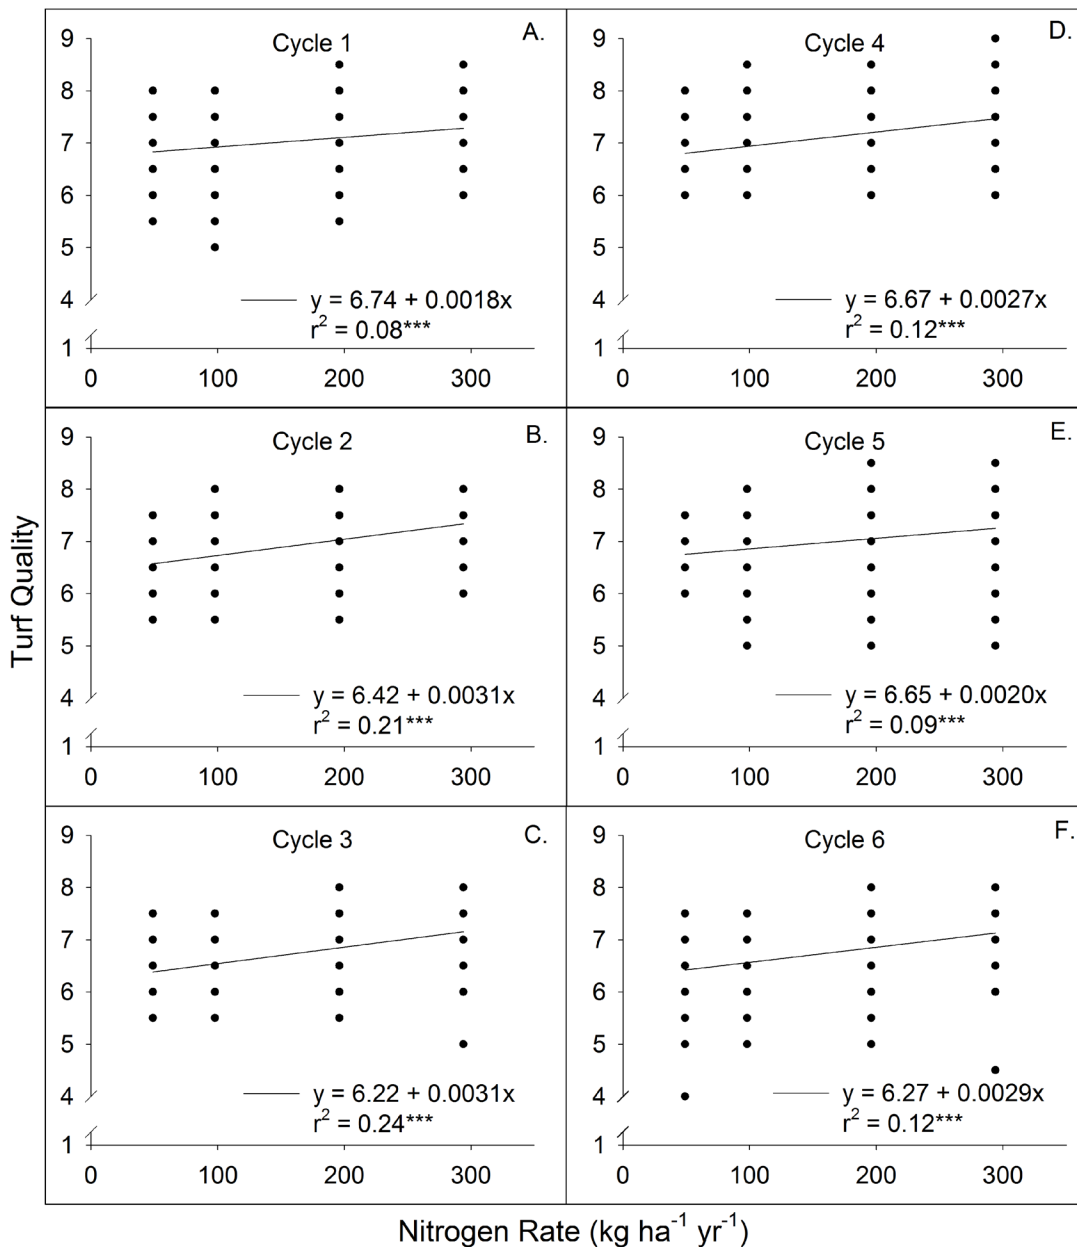 Turf Quality
Cycle 1
A.
9
8
7
6
5
4
1
y = 6.74 + 0.0018x
r² = 0.08***
0 100 200 300
Cycle 4
D.
9
8
7
6
5
4
1
y = 6.67 + 0.0027x
r² = 0.12***
0 100 200 300
Cycle 2
B.
9
8
7
6
5
4
1
y = 6.42 + 0.0031x
r² = 0.21***
0 100 200 300
Cycle 5
E.
9
8
7
6
5
4
1
y = 6.65 + 0.0020x
r² = 0.09***
0 100 200 300
Cycle 3
C.
9
8
7
6
5
4
1
y = 6.22 + 0.0031x
r² = 0.24***
0 100 200 300
Cycle 6
F.
9
8
7
6
5
4
1
y = 6.27 + 0.0029x
r² = 0.12***
0 100 200 300
Nitrogen Rate (kg ha⁻¹ yr⁻¹)